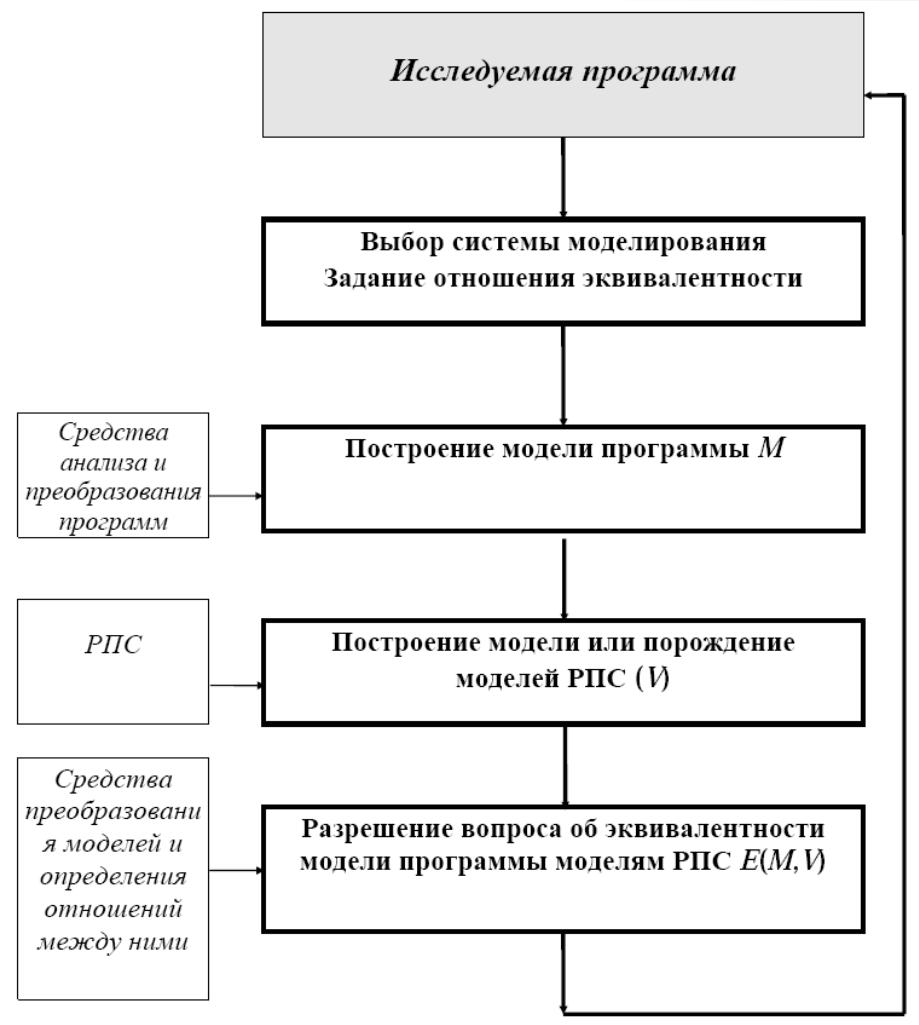 Исследуемая программа
Выбор системы моделирования
Задание отношения эквивалентности
Средства
анализа и
преобразования
программ
Построение модели программы M
РПС
Построение модели или порождение
моделей РПС (V)
Средства
преобразовани
я моделей и
определения
отношений
между ними
Разрешение вопроса об эквивалентности
модели программы моделям РПС E(M,V)